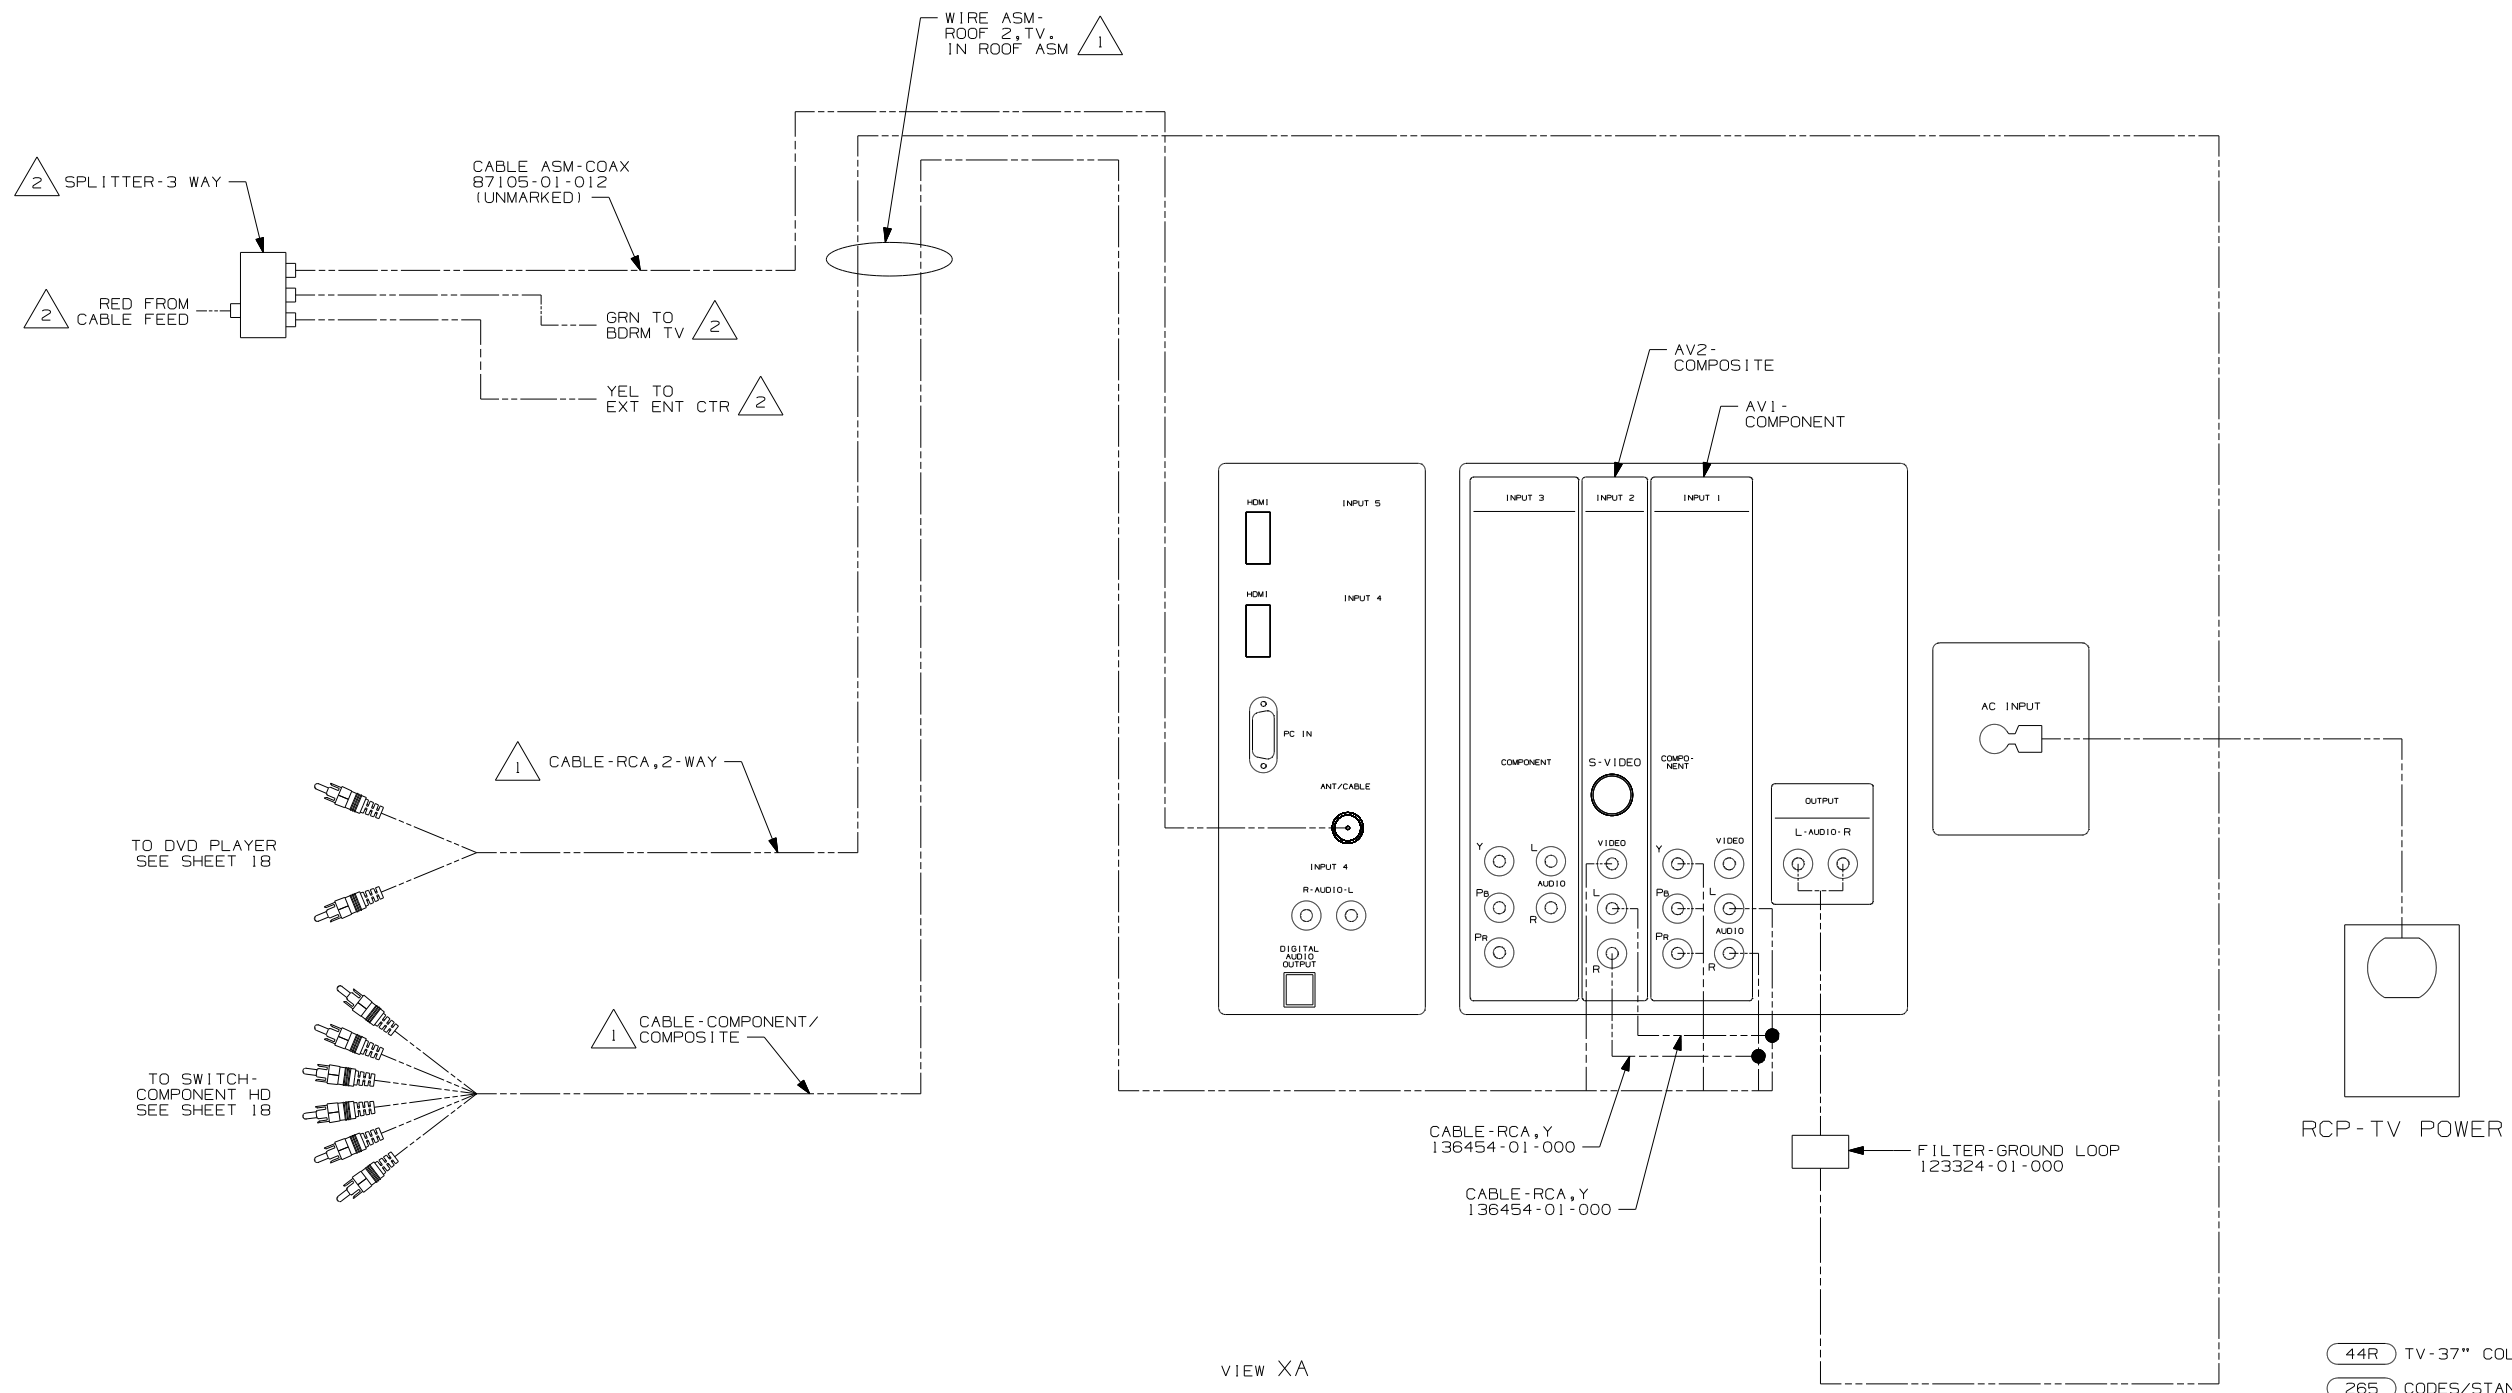 WIRE ASM-
ROOF 2,TV.
IN ROOF ASM
1
CABLE ASM-COAX
87105-01-012
(UNMARKED)
2
SPLITTER-3 WAY
2
RED FROM
CABLE FEED
GRN TO
BDRM TV
2
YEL TO
EXT ENT CTR
2
AV2-
COMPOSITE
AV1-
COMPONENT
HDMI
INPUT 5
HDMI
INPUT 4
PC IN
ANT/CABLE
INPUT 4
R-AUDIO-L
DIGITAL
AUDIO
OUTPUT
INPUT 3
COMPONENT
Y
L
AUDIO
PB
R
PR
INPUT 2
S-VIDEO
VIDEO
L
R
INPUT 1
COMPO-
NENT
VIDEO
Y
PB
L
AUDIO
PR
R
OUTPUT
L-AUDIO-R
AC INPUT
RCP-TV POWER
1
CABLE-RCA,2-WAY
TO DVD PLAYER
SEE SHEET 18
1
CABLE-COMPONENT/
COMPOSITE
TO SWITCH-
COMPONENT HD
SEE SHEET 18
CABLE-RCA,Y
136454-01-000
CABLE-RCA,Y
136454-01-000
FILTER-GROUND LOOP
123324-01-000
VIEW XA
44R TV-37" COL
265 CODES/STAN